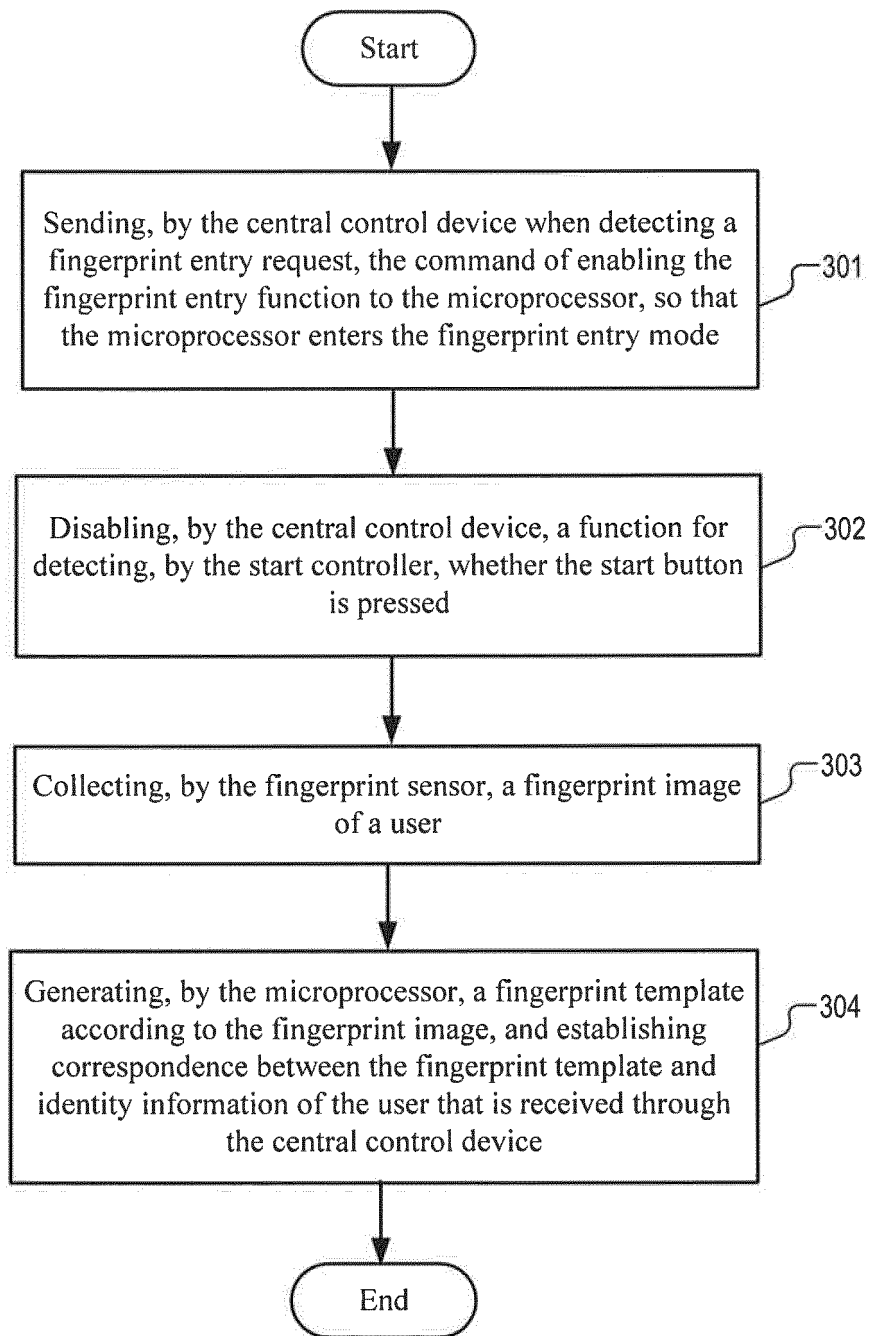 Start
Sending, by the central control device when detecting a
fingerprint entry request, the command of enabling the
fingerprint entry function to the microprocessor, so that
the microprocessor enters the fingerprint entry mode
301
Disabling, by the central control device, a function for
detecting, by the start controller, whether the start button
is pressed
302
Collecting, by the fingerprint sensor, a fingerprint image
of a user
303
Generating, by the microprocessor, a fingerprint template
according to the fingerprint image, and establishing
correspondence between the fingerprint template and
identity information of the user that is received through
the central control device
304
End